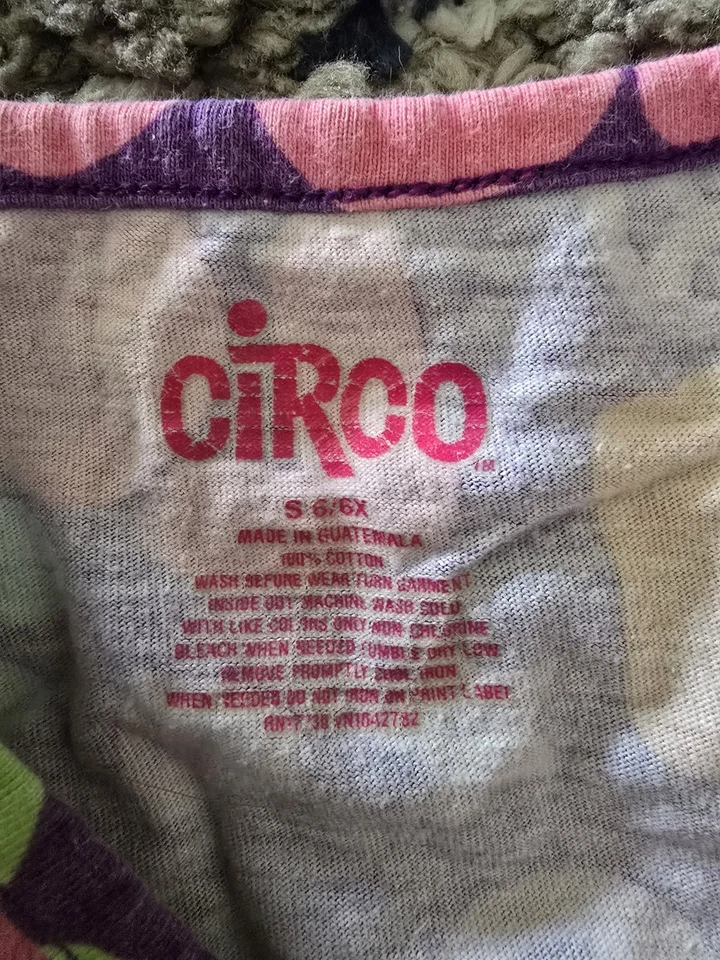 CiRCO
TM
S 6/6X
MADE IN GUATEMALA
100% COTTON
WASH BEFORE WEAR TURN GARMENT
INSIDE OUT MACHINE WASH COLD
WITH LIKE COLORS ONLY NON CHLORINE
BLEACH WHEN NEEDED TUMBLE DRY LOW
REMOVE PROMPTLY COOL IRON
WHEN NEEDED DO NOT IRON ON PRINT LABEL